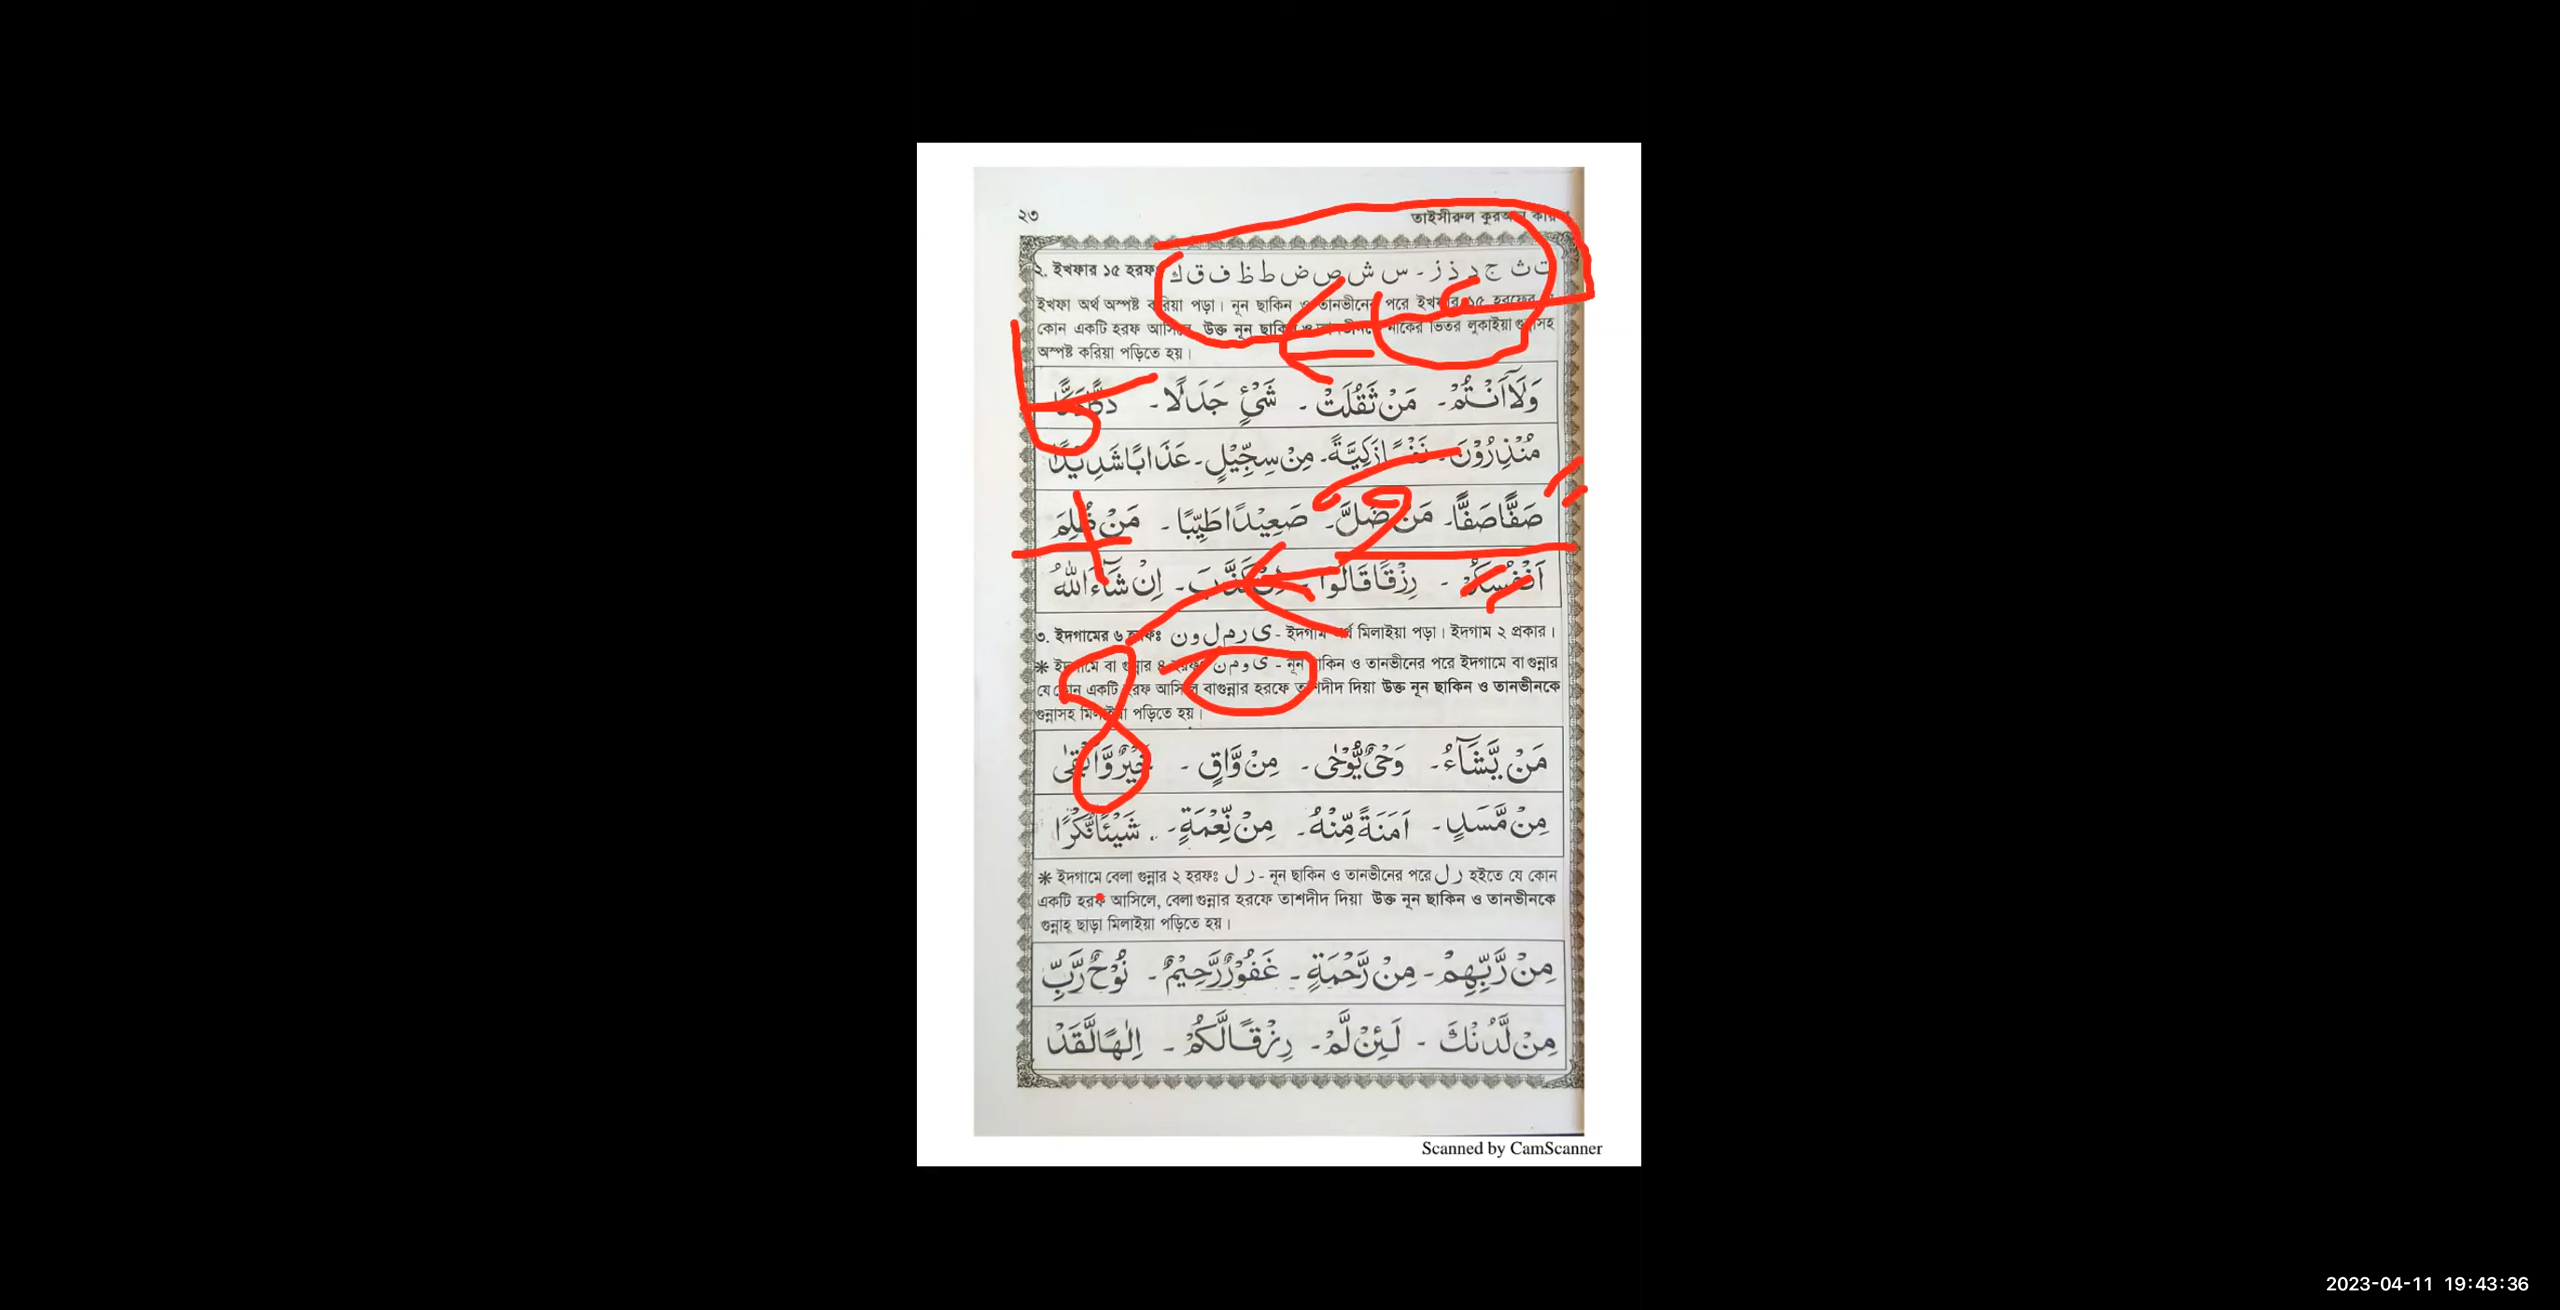 ২৩ তাইসীরুল কুরআন
২. ইখফার ১৫ হরফঃ ت ث ج د ذ ز - س ش ص ض ط ظ ف ق ك
ইখফা অর্থ অস্পষ্ট করিয়া পড়া। নূন ছাকিন ও তানভীনের পরে ইখফার ১৫ হরফের
কোন একটি হরফ আসিলে, উক্ত নূন ছাকিন ও তানভীনকে নাকের ভিতর লুকাইয়া গুন্নাসহ
অস্পষ্ট করিয়া পড়িতে হয়।
وَلَآ اَنْتُمْ - مَنْ ثَقُلَتْ - شَىْءٍ جَدَلًا - دَكًّا دَكًّا
مُنْذِرُوْنَ - نَفْسًا زَكِيَّةً - مِنْ سِجِّيْلٍ - عَذَابًا شَدِيْدًا
صَفًّا صَفًّا - مَنْ ضَلَّ - صَعِيْدًا طَيِّبًا - مَنْ ظُلِمَ
اَنْفُسَكُمْ - رِزْقًا قَالُوْا - كَذَّبَ - اِنْ شَآءَ اللّٰهُ
৩. ইদগামের ৬ হরফঃ ى ر م ل و ن - ইদগাম অর্থ মিলাইয়া পড়া। ইদগাম ২ প্রকার।
* ইদগামে বা গুন্নার ৪ হরফঃ ى و م ن - নূন ছাকিন ও তানভীনের পরে ইদগামে বা গুন্নার
যে কোন একটি হরফ আসিলে বাগুন্নার হরফে তাশদীদ দিয়া উক্ত নূন ছাকিন ও তানভীনকে
গুন্নাসহ মিলাইয়া পড়িতে হয়।
مَنْ يَّشَآءُ - وَحْىٌ يُّوْحٰى - مِنْ وَّاقٍ - خَيْرٌ وَّاَبْقٰى
مِنْ مَّسَدٍ - اَمَنَةً مِّنْهُ - مِنْ نِّعْمَةٍ - شَيْئًا نُّكْرًا
* ইদগামে বেলা গুন্নার ২ হরফঃ ل ر - নূন ছাকিন ও তানভীনের পরে ل ر হইতে যে কোন
একটি হরফ আসিলে, বেলা গুন্নার হরফে তাশদীদ দিয়া উক্ত নূন ছাকিন ও তানভীনকে
গুন্নাহ ছাড়া মিলাইয়া পড়িতে হয়।
مِنْ رَّبِّهِمْ - مِنْ رَّحْمَةٍ - غَفُوْرٌ رَّحِيْمٌ - نُوْحٌ رَّبِّ
مِنْ لَّدُنْكَ - لَئِنْ لَّمْ - رِزْقًا لَّكُمْ - اِلٰهًا لَّقَدْ
Scanned by CamScanner
2023-04-11 19:43:36